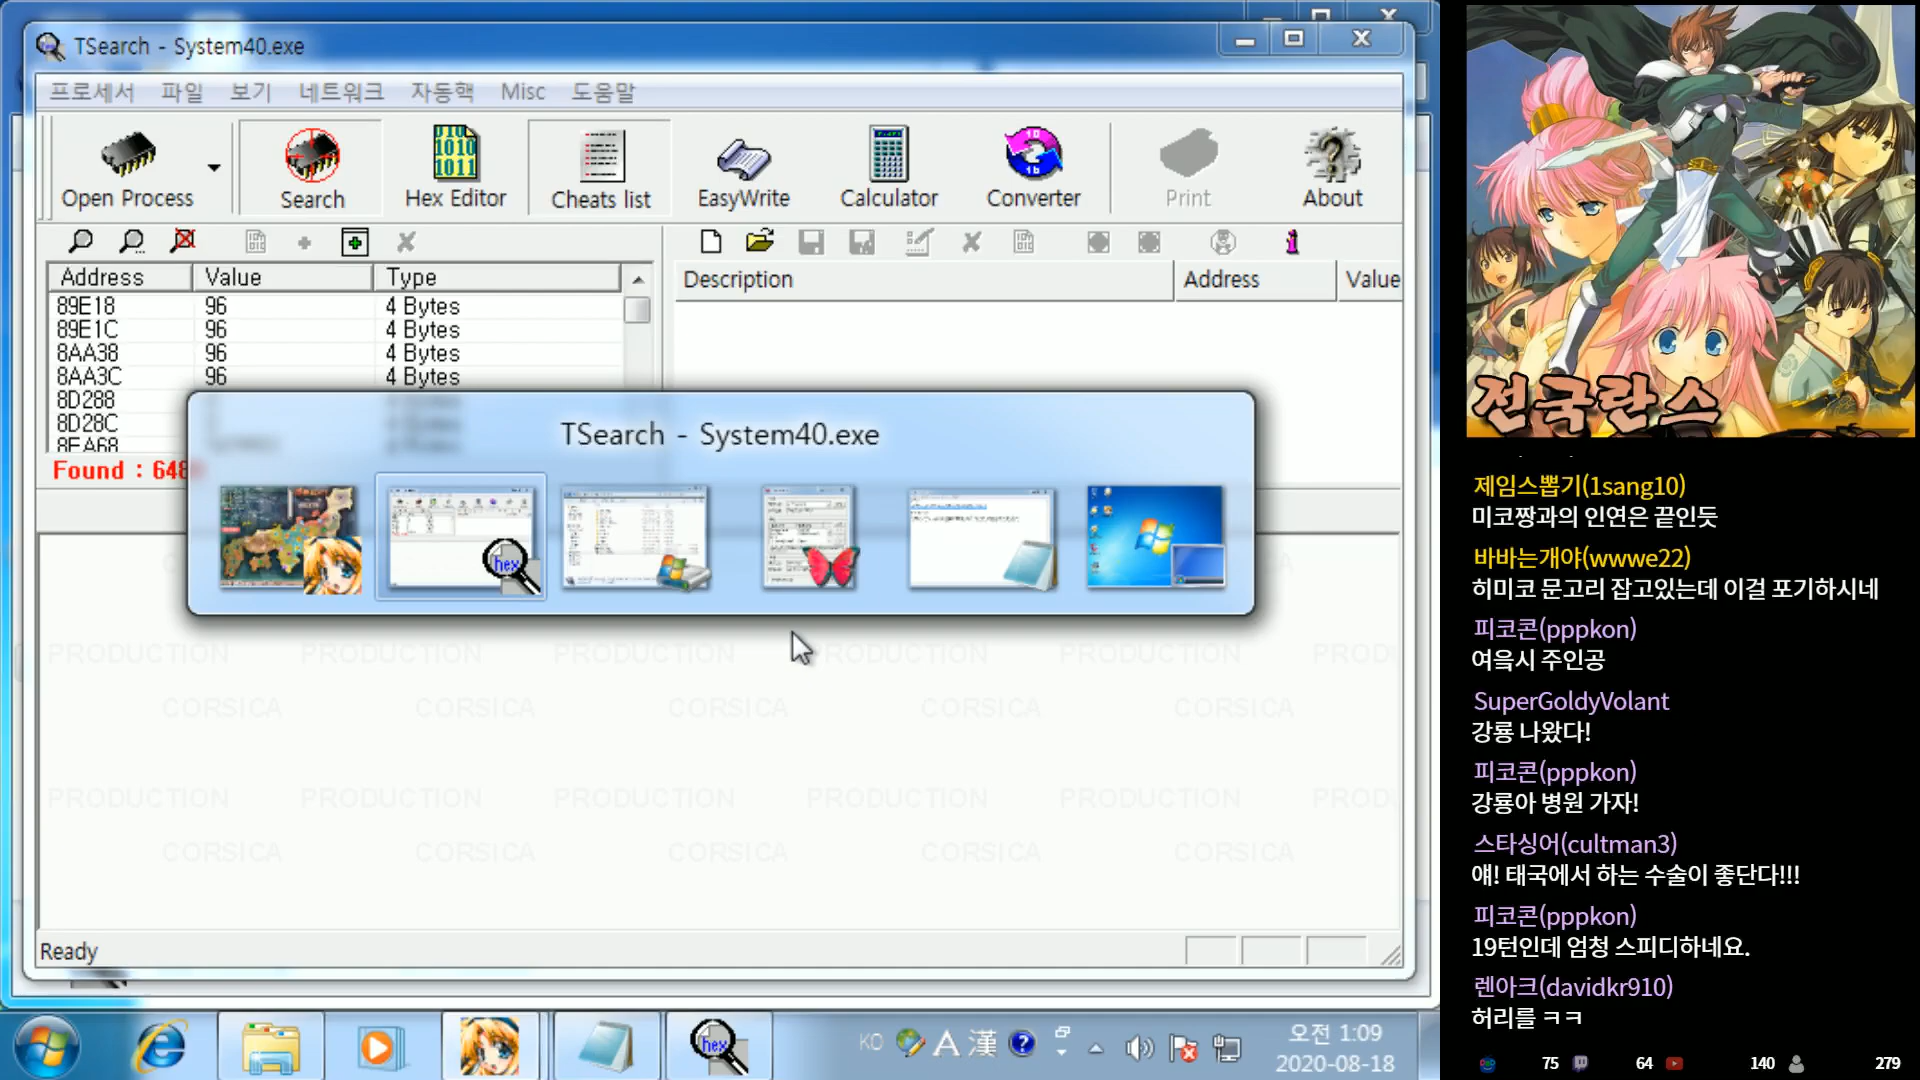 TSearch - System40.exe
프로세서 파일 보기 네트워크 자동핵 Misc 도움말
Open Process Search Hex Editor Cheats list EasyWrite Calculator Converter Print About
Address Value Type
89E18 96 4 Bytes
89E1C 96 4 Bytes
8AA38 96 4 Bytes
8AA3C 96 4 Bytes
8D288
8D28C
8EA68
Found : 648
Description Address Value
TSearch - System40.exe
hex
PRODUCTION PRODUCTION PRODUCTION PRODUCTION PRODUCTION PROD
CORSICA CORSICA CORSICA CORSICA CORSICA
PRODUCTION PRODUCTION PRODUCTION PRODUCTION PRODUCTION PROD
CORSICA CORSICA CORSICA CORSICA CORSICA
Ready
hex
KO A 漢
오전 1:09
2020-08-18
전국란스
제임스뽑기(1sang10)
미코짱과의 인연은 끝인듯
바바는개야(wwwe22)
히미코 문고리 잡고있는데 이걸 포기하시네
피코콘(pppkon)
여읔시 주인공
SuperGoldyVolant
강룡 나왔다!
피코콘(pppkon)
강룡아 병원 가자!
스타싱어(cultman3)
얘! 태국에서 하는 수술이 좋단다!!!
피코콘(pppkon)
19턴인데 엄청 스피디하네요.
렌아크(davidkr910)
허리를 ㅋㅋ
75 64 140 279